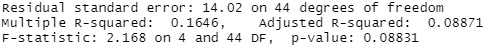 Residual standard error: 14.02 on 44 degrees of freedom
Multiple R-squared:  0.1646,    Adjusted R-squared:  0.08871
F-statistic: 2.168 on 4 and 44 DF,  p-value: 0.08831